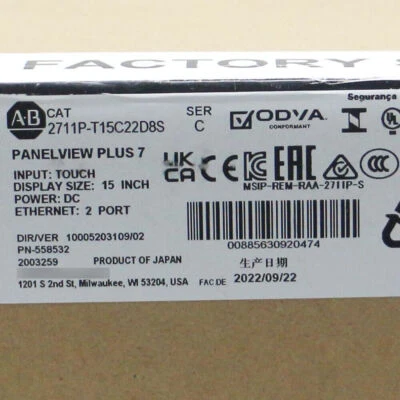 FACTORY S
A-B
CAT
2711P-T15C22D8S
SER
C
ODVA
CONFORMANT
Segurança
PANELVIEW PLUS 7
INPUT: TOUCH
DISPLAY SIZE: 15 INCH
POWER: DC
ETHERNET: 2 PORT
UK
CA
CE
EAC
CCC
MSIP-REM-RAA-2711P-S
DIR/VER 10005203109/02
PN-558532
2003259
PRODUCT OF JAPAN
00885630920474
生产日期
1201 S 2nd St, Milwaukee, WI 53204, USA
FAC DE 2022/09/22